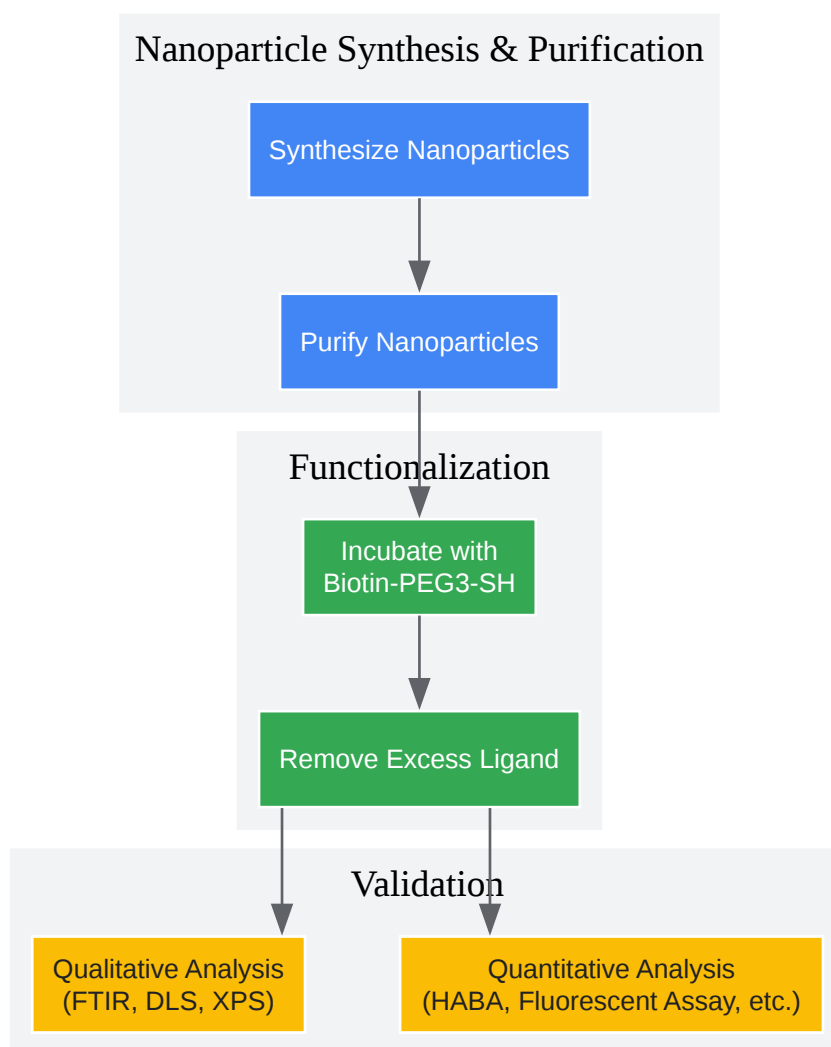 Nanoparticle Synthesis & Purification
Synthesize Nanoparticles
Purify Nanoparticles
Functionalization
Incubate with
Biotin-PEG3-SH
Remove Excess Ligand
Validation
Qualitative Analysis
(FTIR, DLS, XPS)
Quantitative Analysis
(HABA, Fluorescent Assay, etc.)